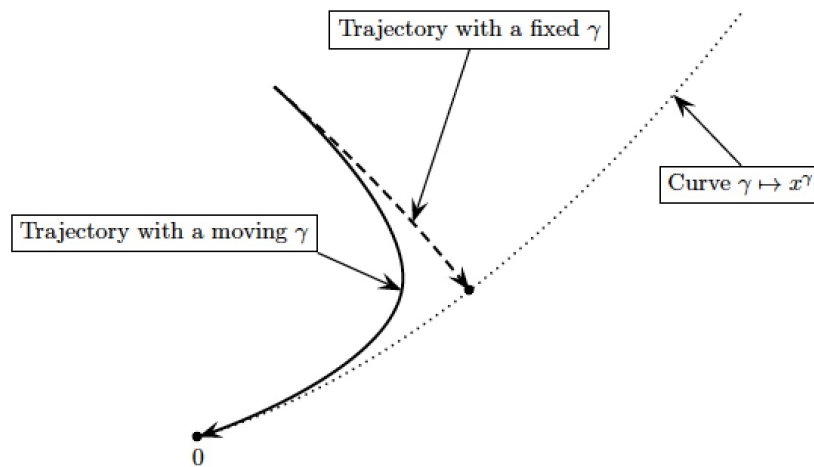 Trajectory with a fixed γ
Curve γ ↦ x^γ
Trajectory with a moving γ
0